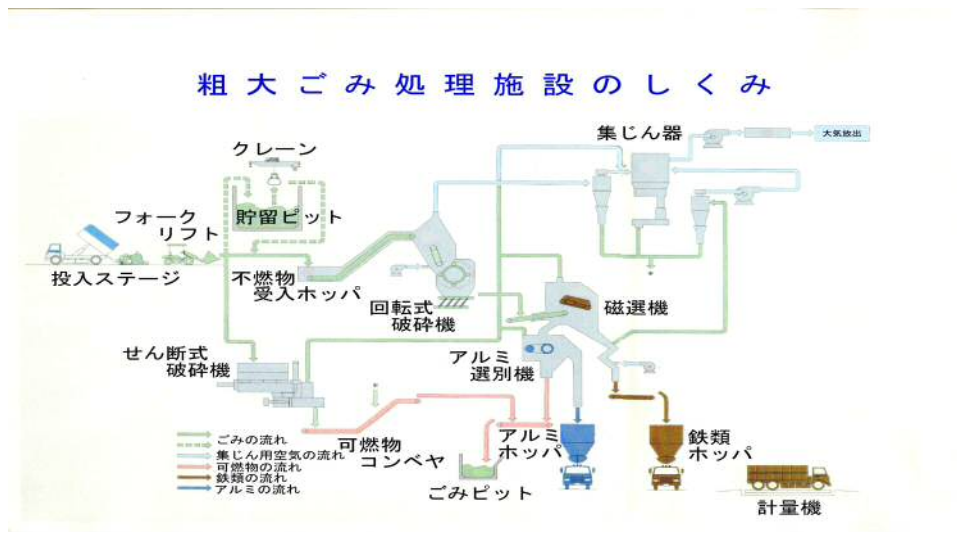 粗大ごみ処理施設のしくみ
集じん器
大気放出
クレーン
貯留ピット
フォーク
リフト
投入ステージ
不燃物
受入ホッパ
回転式
破砕機
磁選機
せん断式
破砕機
アルミ
選別機
可燃物
コンベヤ
アルミ
ホッパ
鉄類
ホッパ
ごみピット
計量機
ごみの流れ
集じん用空気の流れ
可燃物の流れ
鉄類の流れ
アルミの流れ